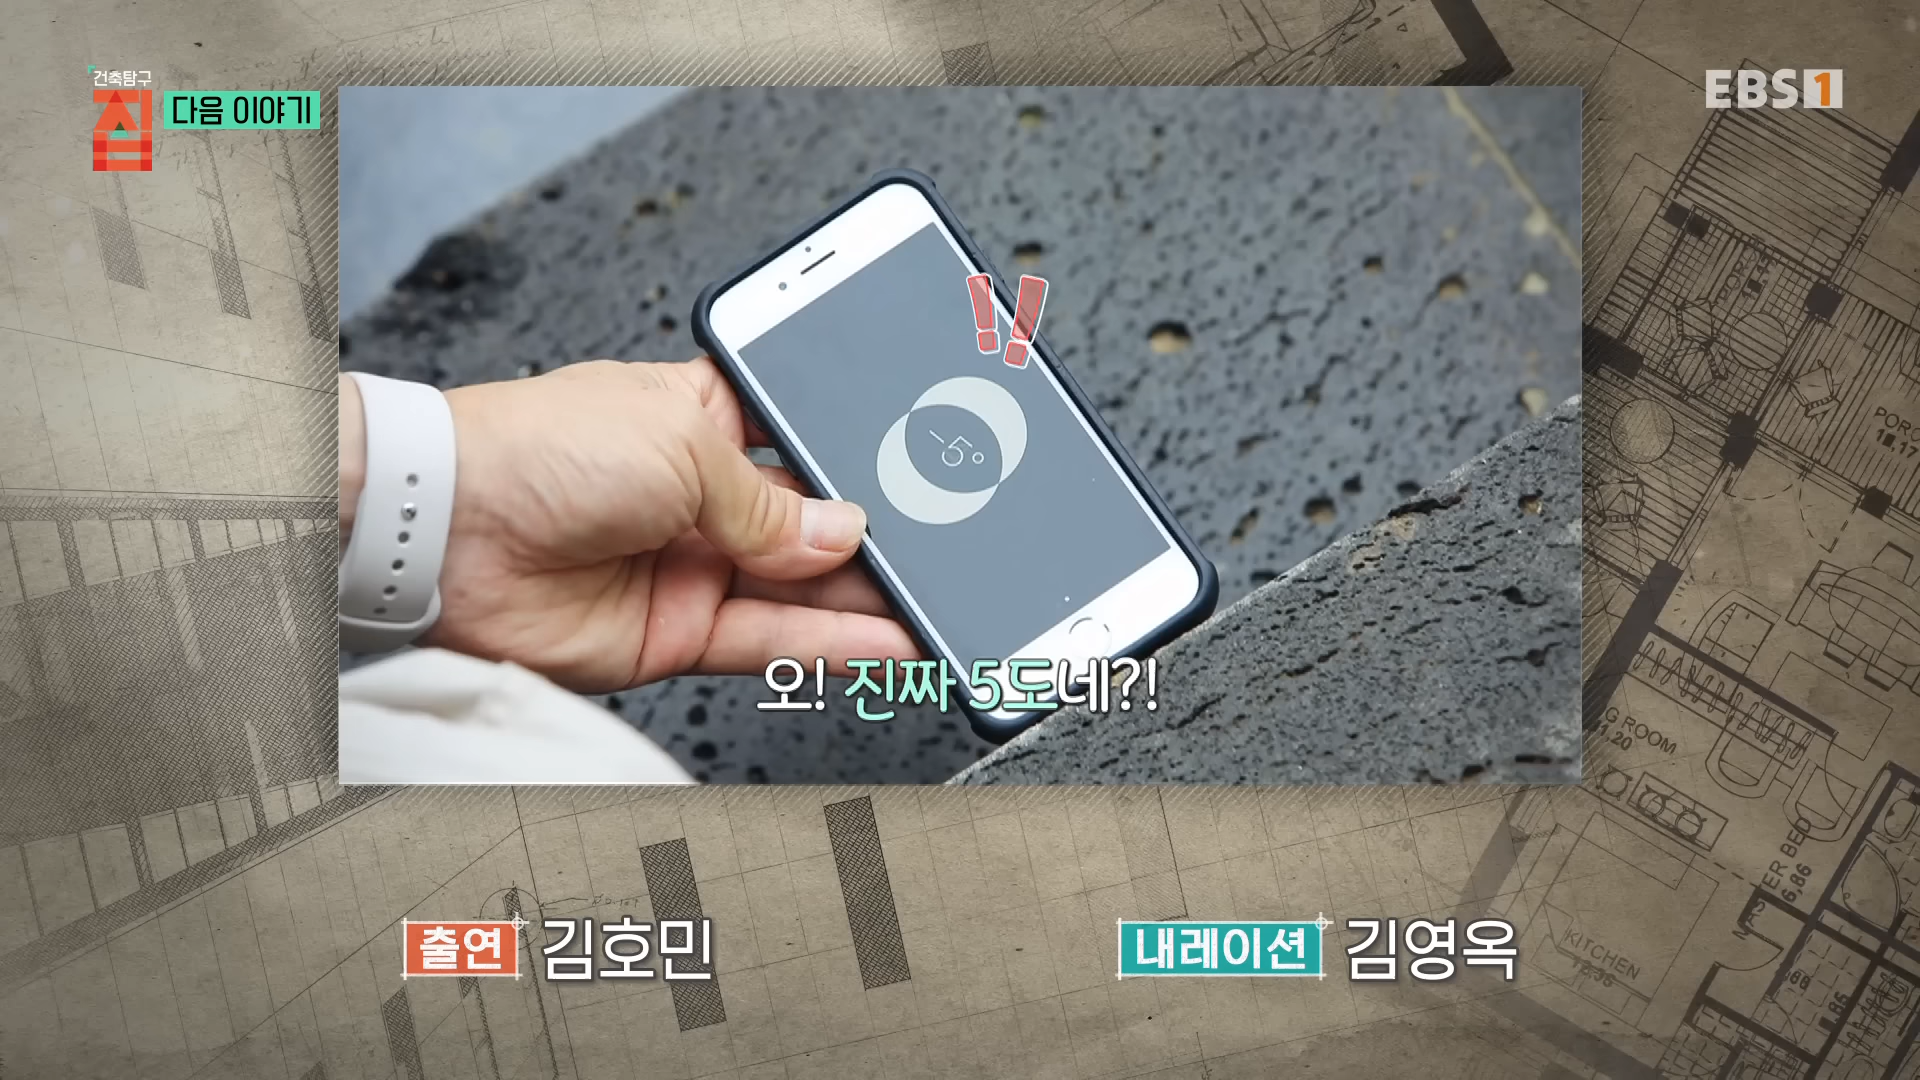 건축탐구
집
다음 이야기
EBS1
-5°
오! 진짜 5도네?!
출연 김호민
내레이션 김영옥
KITCHEN